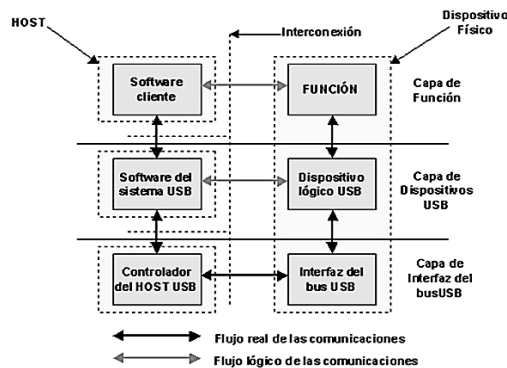 HOST
Interconexión
Dispositivo
Físico
Software
cliente
FUNCIÓN
Capa de
Función
Software del
sistema USB
Dispositivo
lógico USB
Capa de
Dispositivos
USB
Controlador
del HOST USB
Interfaz del
bus USB
Capa de
Interfaz del
busUSB
Flujo real de las comunicaciones
Flujo lógico de las comunicaciones